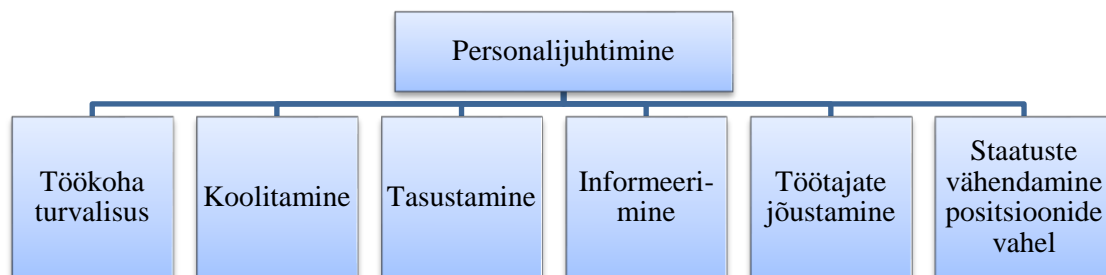 Personalijuhtimine
Töökoha
turvalisus
Koolitamine
Tasustamine
Informeeri-
mine
Töötajate
jõustamine
Staatuste
vähendamine
positsioonide
vahel